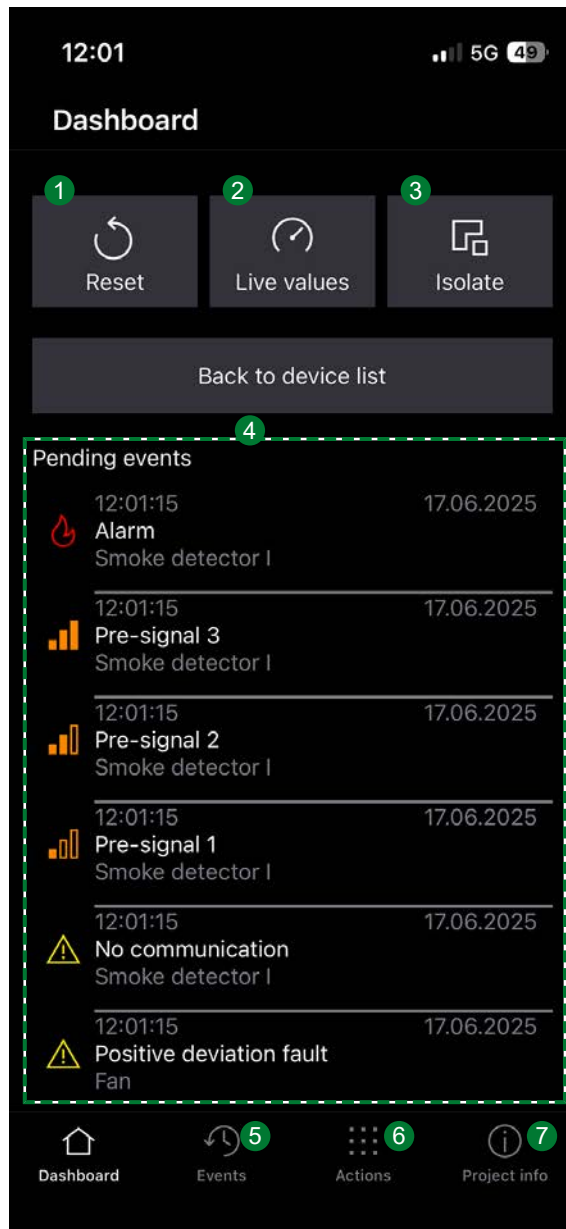 12:01 5G 49
Dashboard
1 2 3
Reset Live values Isolate
Back to device list
4
Pending events
12:01:15 17.06.2025
Alarm
Smoke detector I
12:01:15 17.06.2025
Pre-signal 3
Smoke detector I
12:01:15 17.06.2025
Pre-signal 2
Smoke detector I
12:01:15 17.06.2025
Pre-signal 1
Smoke detector I
12:01:15 17.06.2025
No communication
Smoke detector I
12:01:15 17.06.2025
Positive deviation fault
Fan
5 6 7
Dashboard Events Actions Project info